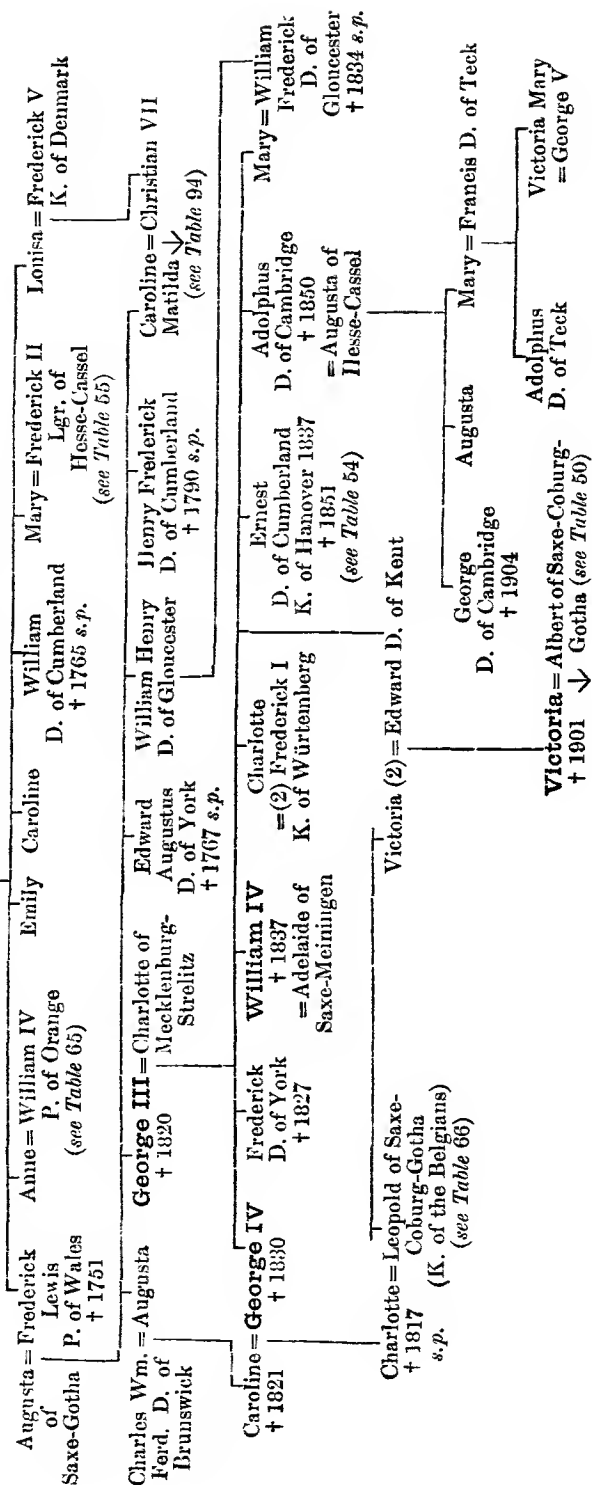 Augusta = Frederick
of Lewis
Saxe-Gotha P. of Wales
† 1751
Anne = William IV
P. of Orange
(see Table 65)
Emily
Caroline
William
D. of Cumberland
† 1765 s.p.
Mary = Frederick II
Lgr. of
Hesse-Cassel
(see Table 55)
Louisa = Frederick V
K. of Denmark
Charles Wm. = Augusta
Ferd. D. of
Brunswick
George III = Charlotte of
† 1820 Mecklenburg-
Strelitz
Edward
Augustus
D. of York
† 1767 s.p.
William Henry
D. of Gloucester
Henry Frederick
D. of Cumberland
† 1790 s.p.
Caroline = Christian VII
Matilda
(see Table 94)
Caroline = George IV
† 1821 † 1830
Frederick
D. of York
† 1827
William IV
† 1837
= Adelaide of
Saxe-Meiningen
Charlotte
= (2) Frederick I
K. of Würtemberg
Ernest
D. of Cumberland
K. of Hanover 1837
† 1851
(see Table 54)
Adolphus
D. of Cambridge
† 1850
= Augusta of
Hesse-Cassel
Mary = William
Frederick
D. of
Gloucester
† 1834 s.p.
Charlotte = Leopold of Saxe-
† 1817 Coburg-Gotha
s.p. (K. of the Belgians)
(see Table 66)
Victoria (2) = Edward D. of Kent
George
D. of Cambridge
† 1904
Augusta
Mary = Francis D. of Teck
Victoria = Albert of Saxe-Coburg-
† 1901 Gotha (see Table 50)
Adolphus
D. of Teck
Victoria Mary
= George V